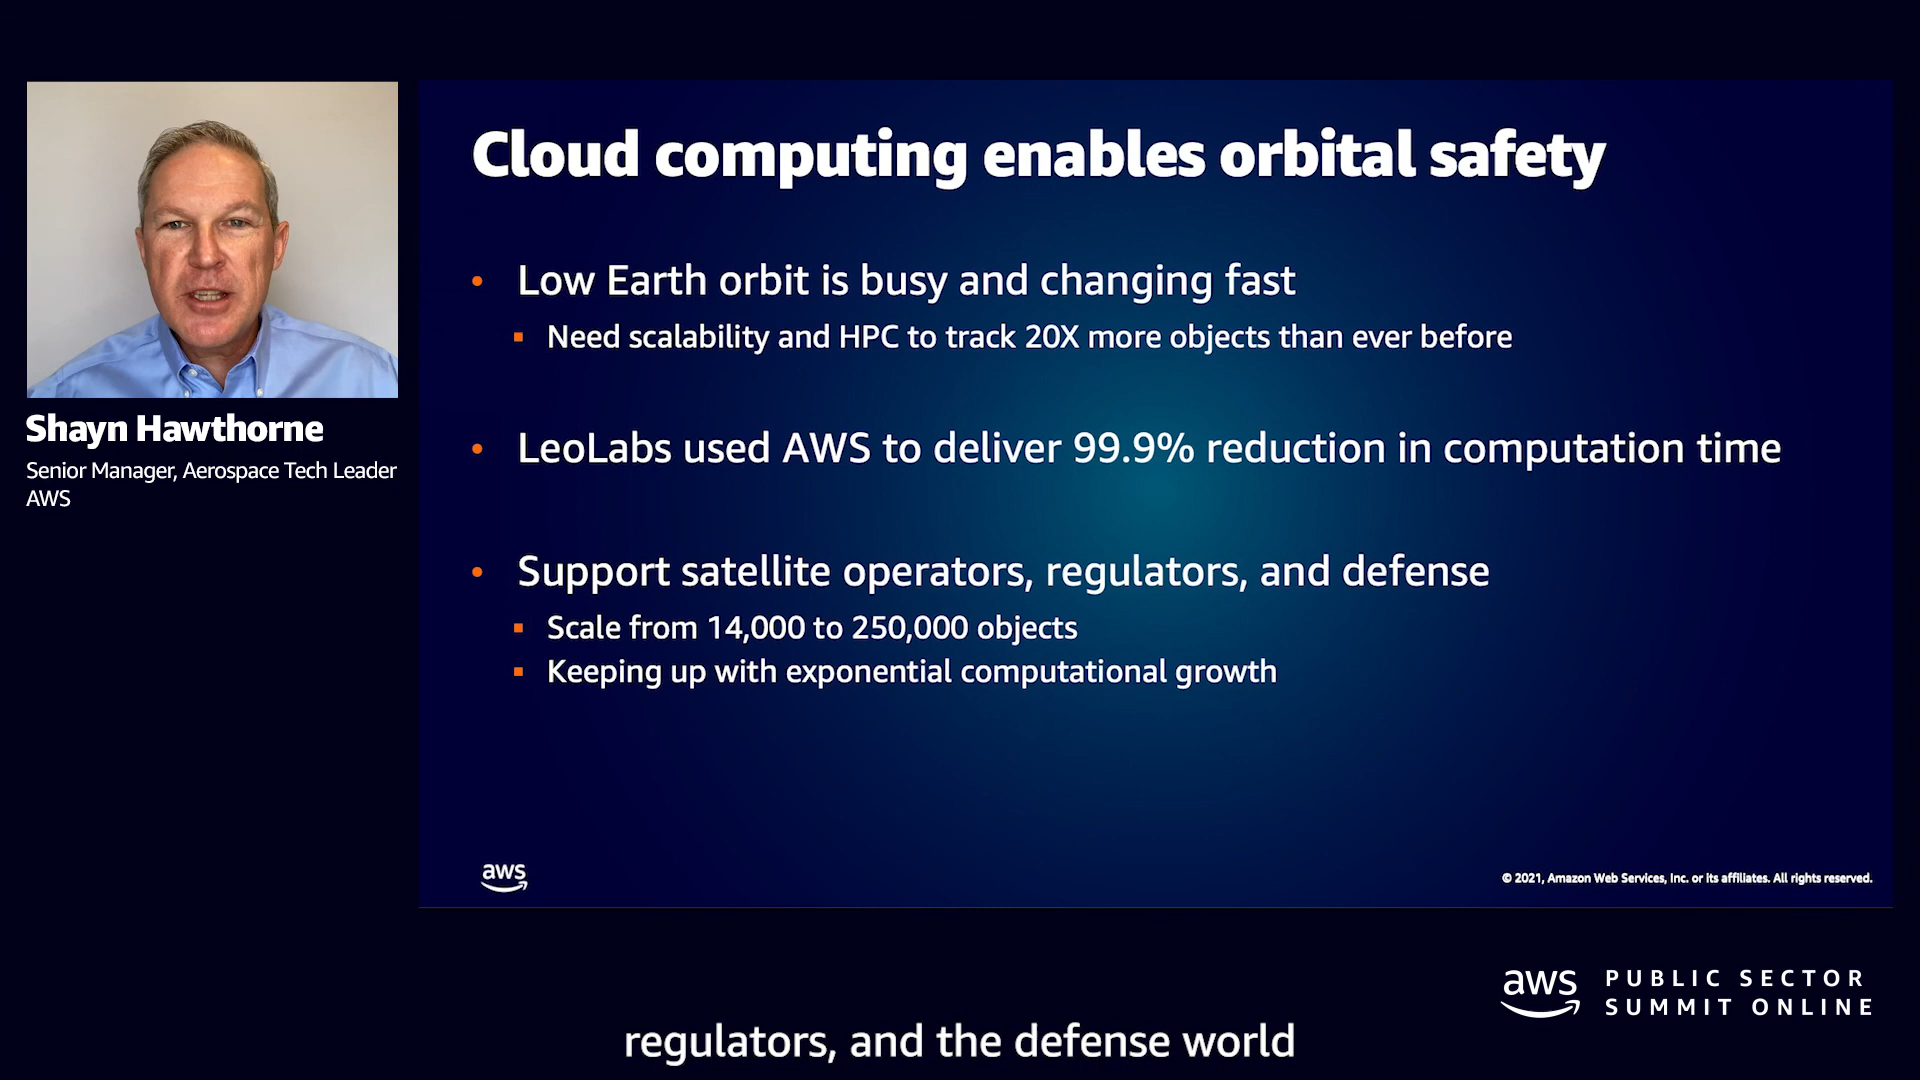 Cloud computing enables orbital safety
Low Earth orbit is busy and changing fast
Need scalability and HPC to track 20X more objects than ever before
LeoLabs used AWS to deliver 99.9% reduction in computation time
Support satellite operators, regulators, and defense
Scale from 14,000 to 250,000 objects
Keeping up with exponential computational growth
aws
© 2021, Amazon Web Services, Inc. or its affiliates. All rights reserved.
Shayn Hawthorne
Senior Manager, Aerospace Tech Leader
AWS
aws
PUBLIC SECTOR
SUMMIT ONLINE
regulators, and the defense world